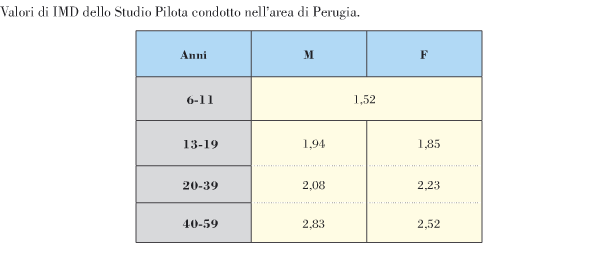 Valori di IMD dello Studio Pilota condotto nell'area di Perugia.
Anni M F
6-11 1,52
13-19 1,94 1,85
20-39 2,08 2,23
40-59 2,83 2,52